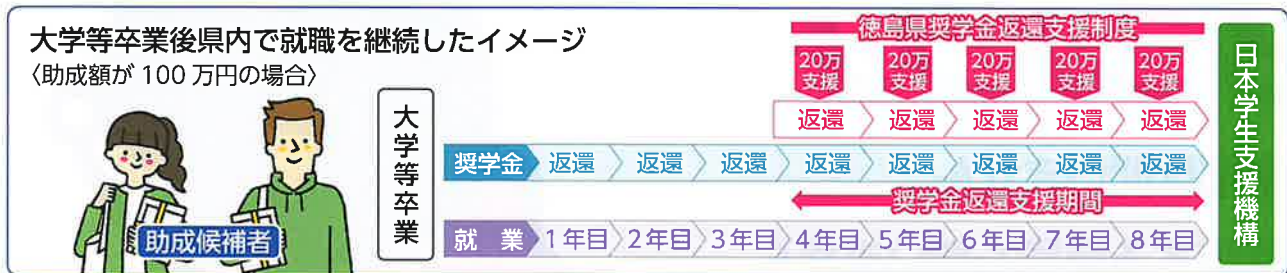 大学等卒業後県内で就職を継続したイメージ
〈助成額が 100 万円の場合〉
助成候補者
大学等卒業
徳島県奨学金返還支援制度
20万支援 20万支援 20万支援 20万支援 20万支援
返還 返還 返還 返還 返還
奨学金 返還 返還 返還 返還 返還 返還 返還 返還
奨学金返還支援期間
就業 1年目 2年目 3年目 4年目 5年目 6年目 7年目 8年目
日本学生支援機構